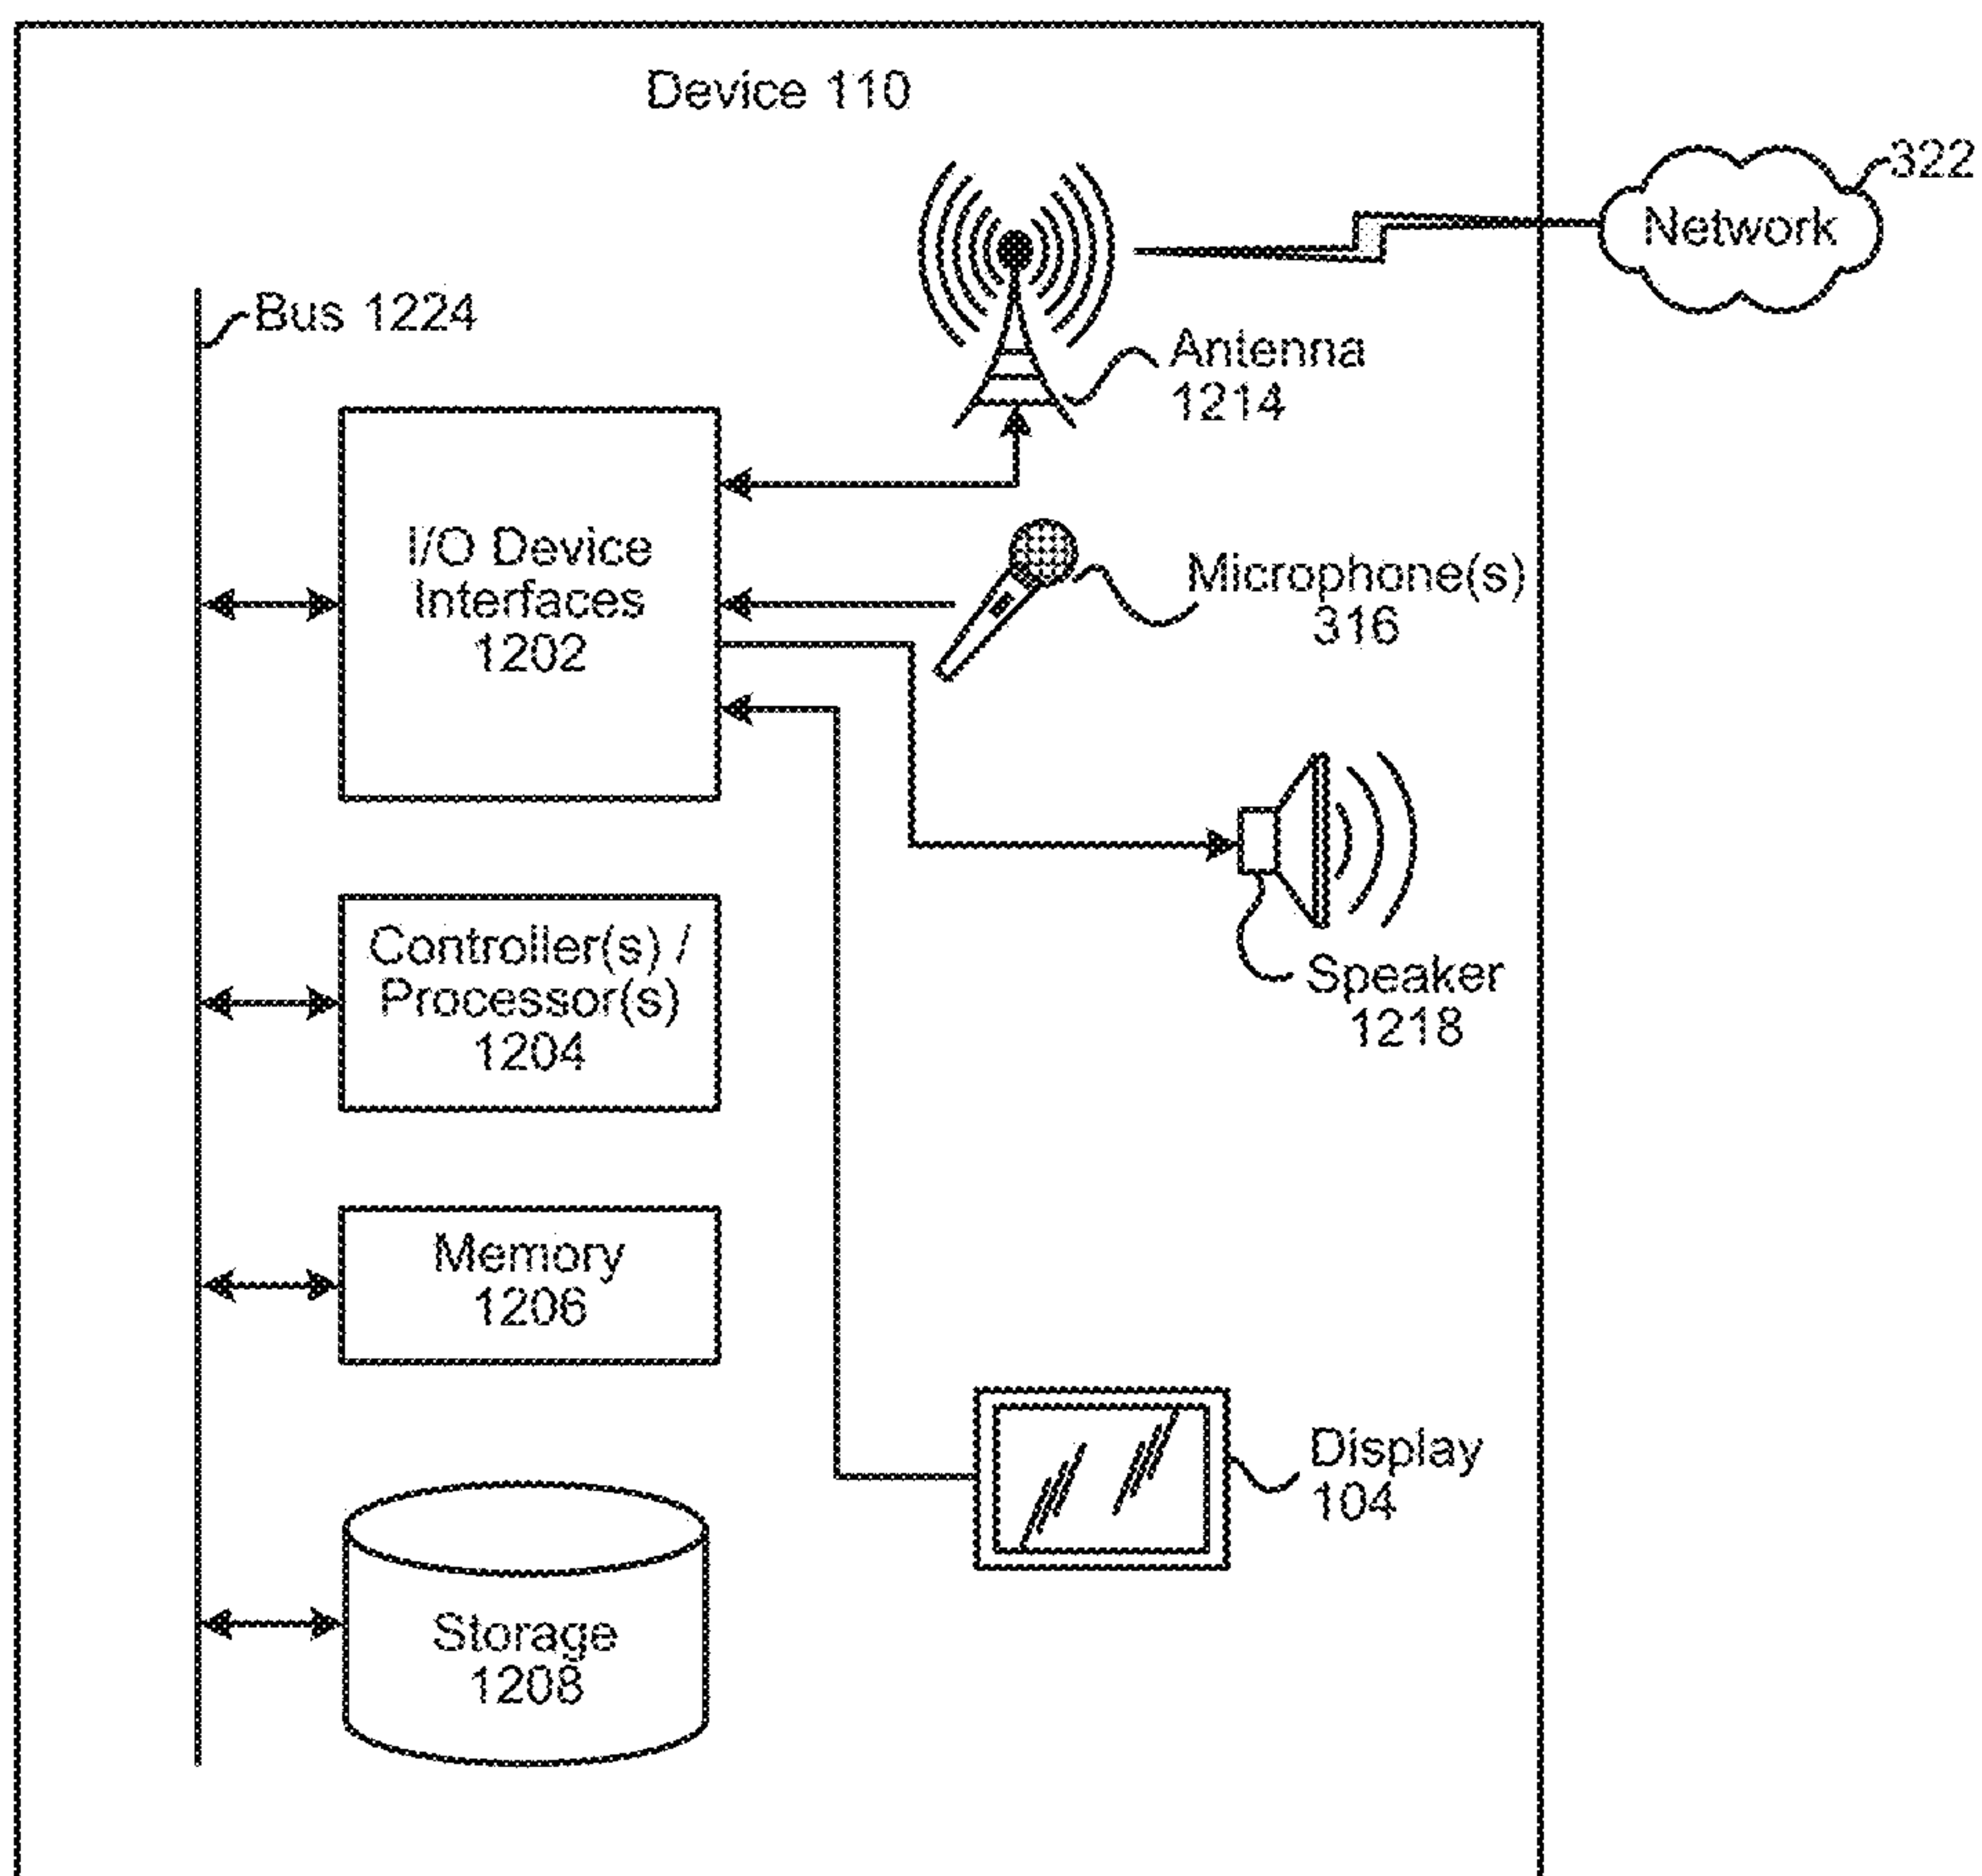 Device 110
322
Network
Bus 1224
Antenna
1214
I/O Device
Interfaces
1202
Microphone(s)
316
Controller(s) /
Processor(s)
1204
Speaker
1218
Memory
1206
Display
104
Storage
1208